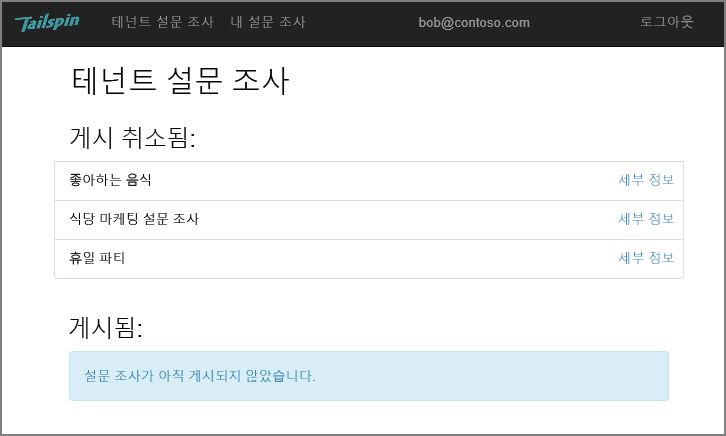 Tailspin 테넌트 설문 조사 내 설문 조사 bob@contoso.com 로그아웃
테넌트 설문 조사
게시 취소됨:
좋아하는 음식 세부 정보
식당 마케팅 설문 조사 세부 정보
휴일 파티 세부 정보
게시됨:
설문 조사가 아직 게시되지 않았습니다.